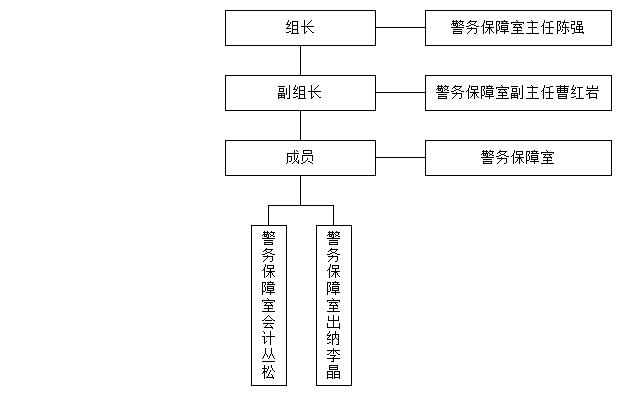 组长
警务保障室主任陈强
副组长
警务保障室副主任曹红岩
成员
警务保障室
警务保障室会计丛松
警务保障室出纳李晶